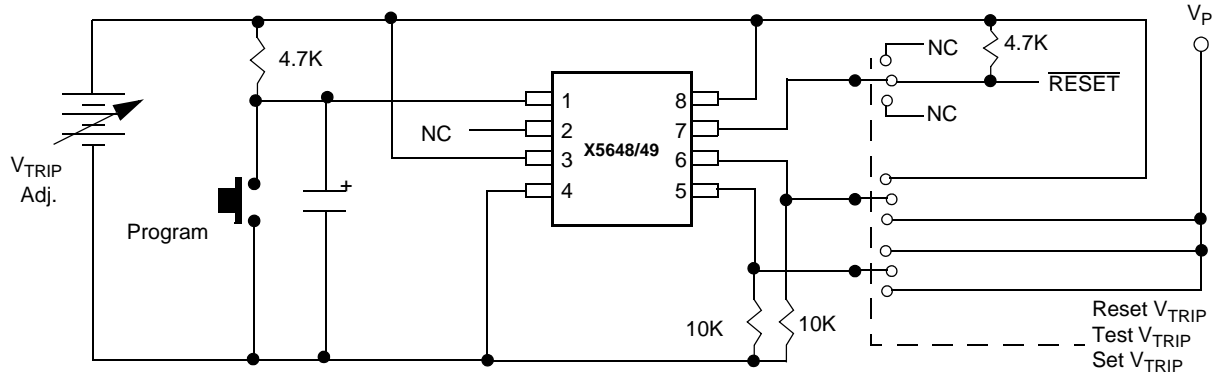 4.7K
V_TRIP
Adj.
Program
NC
1
2
3
4
X5648/49
8
7
6
5
10K
10K
NC
NC
4.7K
RESET
V_P
Reset V_TRIP
Test V_TRIP
Set V_TRIP
+